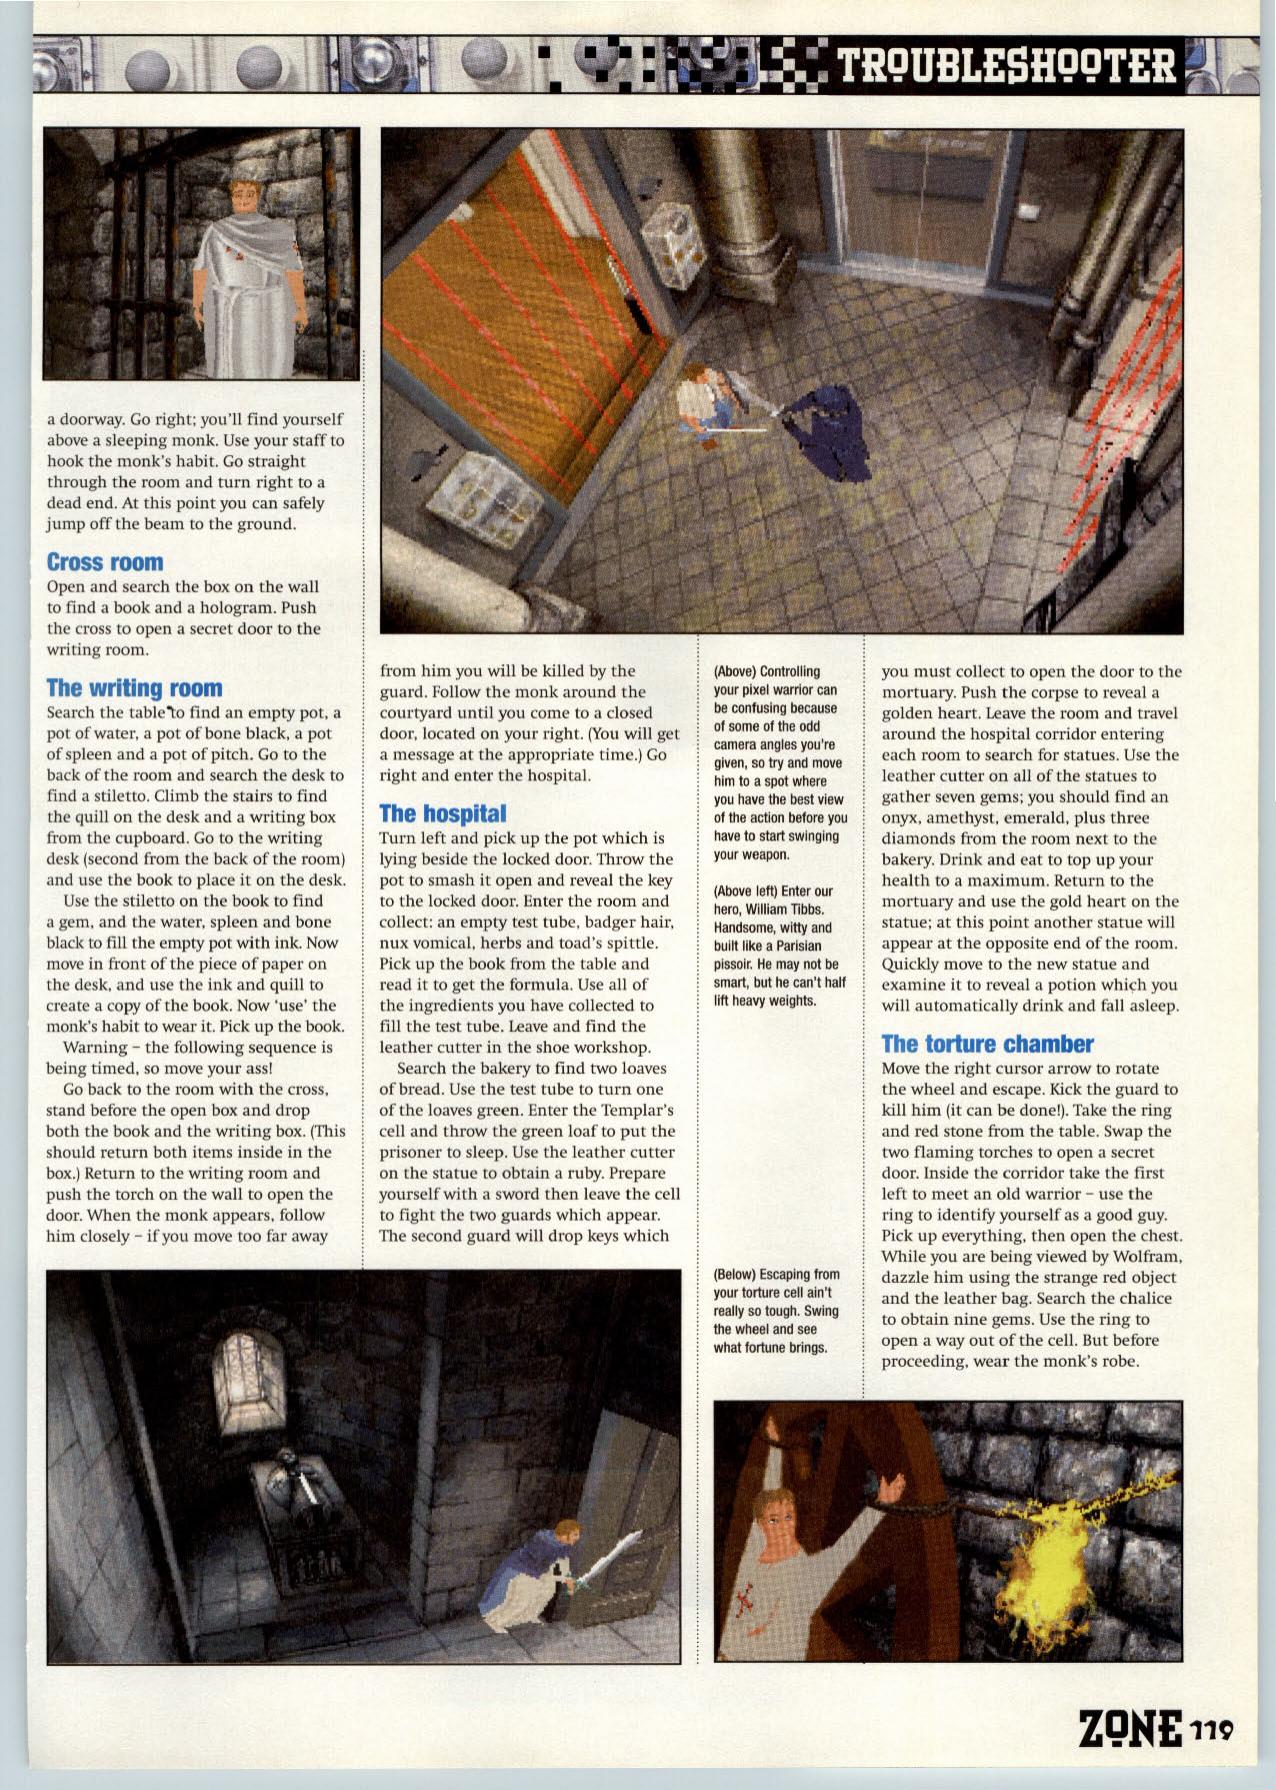 TROUBLESHOOTER
a doorway. Go right; you'll find yourself
above a sleeping monk. Use your staff to
hook the monk's habit. Go straight
through the room and turn right to a
dead end. At this point you can safely
jump off the beam to the ground.
Cross room
Open and search the box on the wall
to find a book and a hologram. Push
the cross to open a secret door to the
writing room.
The writing room
Search the table to find an empty pot, a
pot of water, a pot of bone black, a pot
of spleen and a pot of pitch. Go to the
back of the room and search the desk to
find a stiletto. Climb the stairs to find
the quill on the desk and a writing box
from the cupboard. Go to the writing
desk (second from the back of the room)
and use the book to place it on the desk.
Use the stiletto on the book to find
a gem, and the water, spleen and bone
black to fill the empty pot with ink. Now
move in front of the piece of paper on
the desk, and use the ink and quill to
create a copy of the book. Now 'use' the
monk's habit to wear it. Pick up the book.
Warning – the following sequence is
being timed, so move your ass!
Go back to the room with the cross,
stand before the open box and drop
both the book and the writing box. (This
should return both items inside in the
box.) Return to the writing room and
push the torch on the wall to open the
door. When the monk appears, follow
him closely – if you move too far away
from him you will be killed by the
guard. Follow the monk around the
courtyard until you come to a closed
door, located on your right. (You will get
a message at the appropriate time.) Go
right and enter the hospital.
The hospital
Turn left and pick up the pot which is
lying beside the locked door. Throw the
pot to smash it open and reveal the key
to the locked door. Enter the room and
collect: an empty test tube, badger hair,
nux vomical, herbs and toad's spittle.
Pick up the book from the table and
read it to get the formula. Use all of
the ingredients you have collected to
fill the test tube. Leave and find the
leather cutter in the shoe workshop.
Search the bakery to find two loaves
of bread. Use the test tube to turn one
of the loaves green. Enter the Templar's
cell and throw the green loaf to put the
prisoner to sleep. Use the leather cutter
on the statue to obtain a ruby. Prepare
yourself with a sword then leave the cell
to fight the two guards which appear.
The second guard will drop keys which
(Above) Controlling
your pixel warrior can
be confusing because
of some of the odd
camera angles you're
given, so try and move
him to a spot where
you have the best view
of the action before you
have to start swinging
your weapon.
(Above left) Enter our
hero, William Tibbs.
Handsome, witty and
built like a Parisian
pissoir. He may not be
smart, but he can't half
lift heavy weights.
(Below) Escaping from
your torture cell ain't
really so tough. Swing
the wheel and see
what fortune brings.
you must collect to open the door to the
mortuary. Push the corpse to reveal a
golden heart. Leave the room and travel
around the hospital corridor entering
each room to search for statues. Use the
leather cutter on all of the statues to
gather seven gems; you should find an
onyx, amethyst, emerald, plus three
diamonds from the room next to the
bakery. Drink and eat to top up your
health to a maximum. Return to the
mortuary and use the gold heart on the
statue; at this point another statue will
appear at the opposite end of the room.
Quickly move to the new statue and
examine it to reveal a potion which you
will automatically drink and fall asleep.
The torture chamber
Move the right cursor arrow to rotate
the wheel and escape. Kick the guard to
kill him (it can be done!). Take the ring
and red stone from the table. Swap the
two flaming torches to open a secret
door. Inside the corridor take the first
left to meet an old warrior – use the
ring to identify yourself as a good guy.
Pick up everything, then open the chest.
While you are being viewed by Wolfram,
dazzle him using the strange red object
and the leather bag. Search the chalice
to obtain nine gems. Use the ring to
open a way out of the cell. But before
proceeding, wear the monk's robe.
ZONE 119